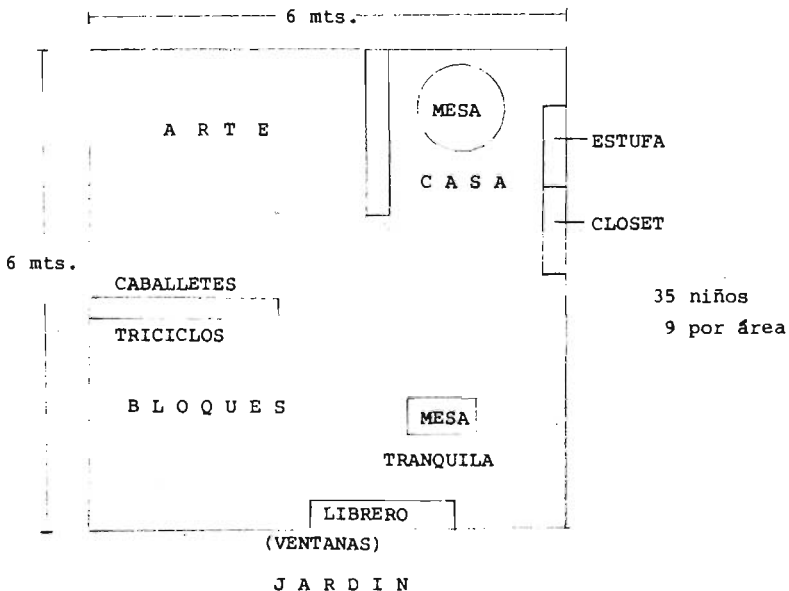 6 mts.
MESA
A R T E
ESTUFA
C A S A
CLOSET
6 mts.
CABALLETES
35 niños
9 por área
TRICICLOS
B L O Q U E S
MESA
TRANQUILA
LIBRERO
(VENTANAS)
J A R D I N